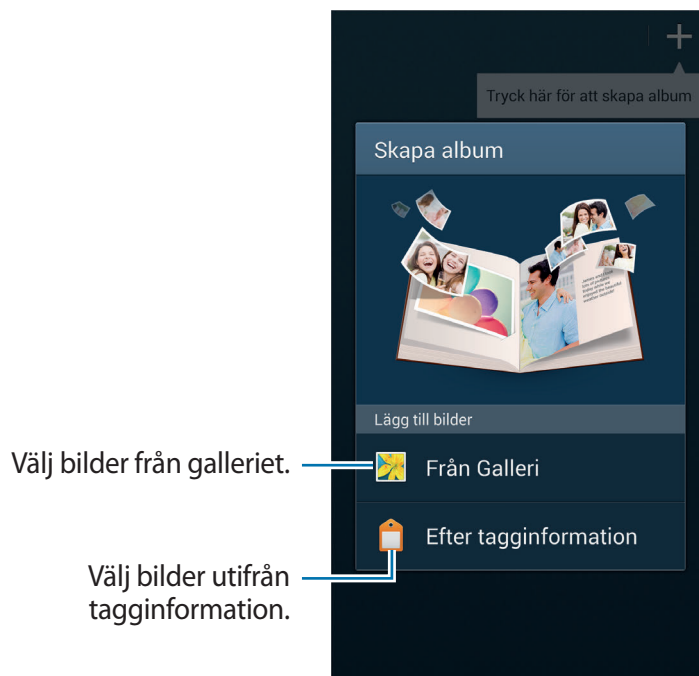 Tryck här för att skapa album
Skapa album
Lägg till bilder
Välj bilder från galleriet.
Från Galleri
Efter tagginformation
Välj bilder utifrån
tagginformation.